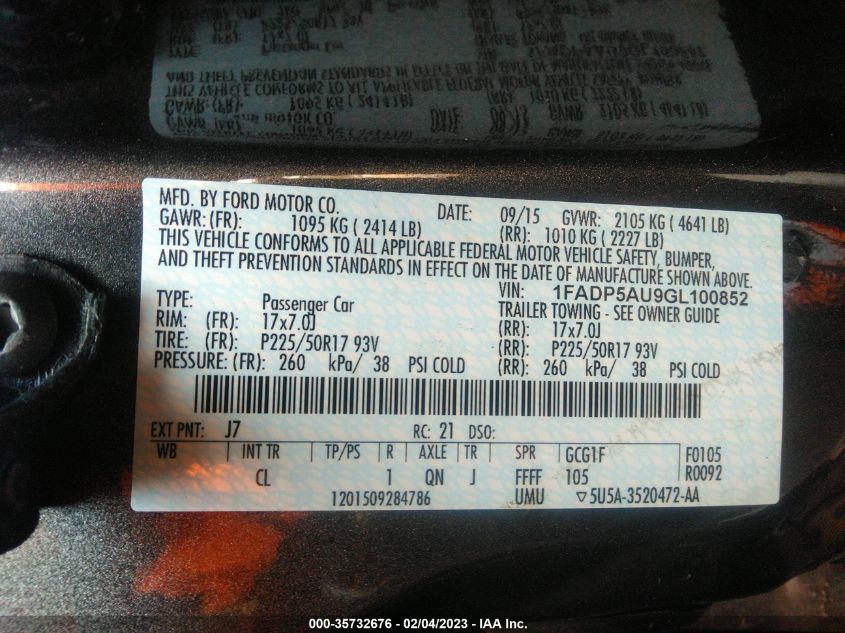 MFD. BY FORD MOTOR CO. DATE: 09/15 GVWR: 2105 KG ( 4641 LB)
GAWR: (FR): 1095 KG ( 2414 LB) (RR): 1010 KG ( 2227 LB)
THIS VEHICLE CONFORMS TO ALL APPLICABLE FEDERAL MOTOR VEHICLE SAFETY, BUMPER,
AND THEFT PREVENTION STANDARDS IN EFFECT ON THE DATE OF MANUFACTURE SHOWN ABOVE.
VIN: 1FADP5AU9GL100852
TYPE: Passenger Car TRAILER TOWING - SEE OWNER GUIDE
RIM: (FR): 17x7.0J (RR): 17x7.0J
TIRE: (FR): P225/50R17 93V (RR): P225/50R17 93V
PRESSURE: (FR): 260 kPa/ 38 PSI COLD (RR): 260 kPa/ 38 PSI COLD
EXT PNT: J7 RC: 21 DSO:
WB INT TR TP/PS R AXLE TR SPR GCG1F F0105
CL 1 QN J FFFF 105 R0092
1201509284786 UMU ▽5U5A-3520472-AA
000-35732676 - 02/04/2023 - IAA Inc.